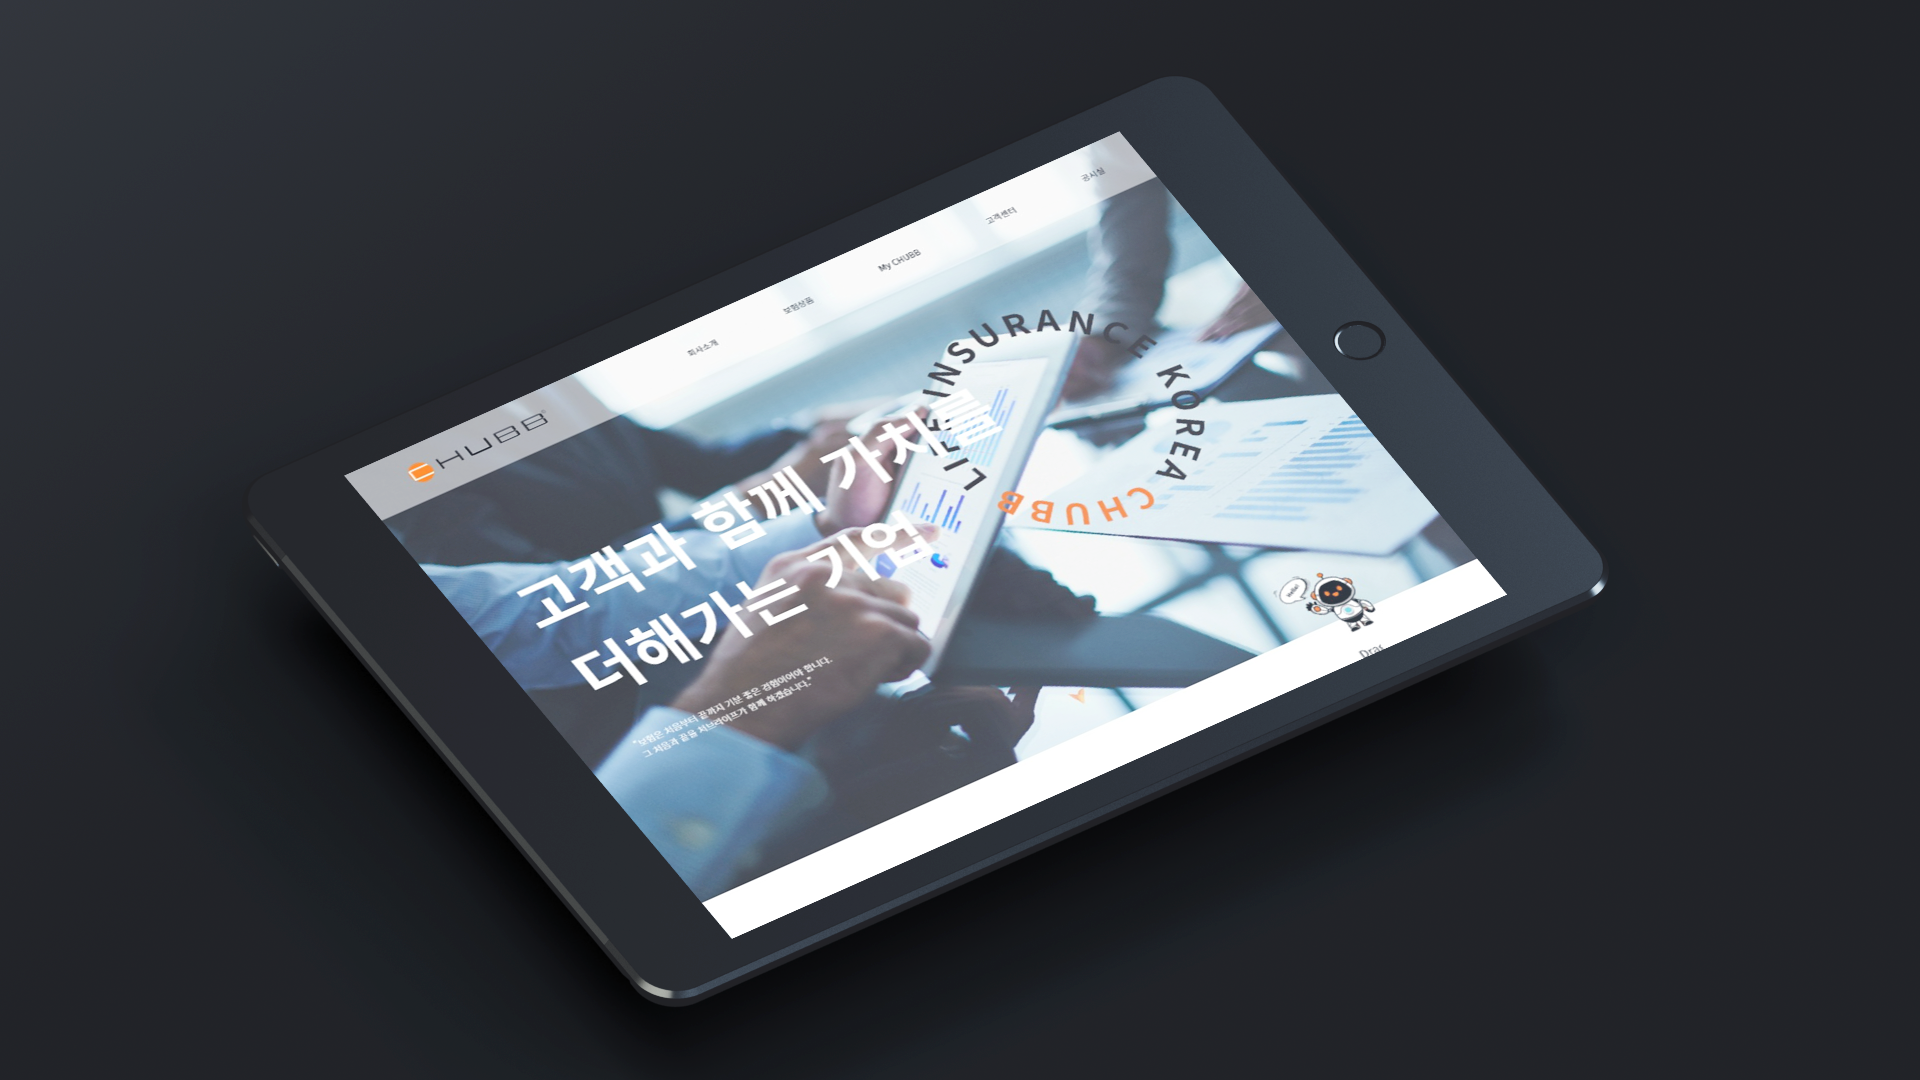 CHUBB
회사소개
보험상품
My CHUBB
고객센터
공시실
LIFE INSURANCE KOREA
CHUBB
고객과 함께 가치를
더해가는 기업
"보험은 처음부터 끝까지 기분 좋은 경험이어야 합니다.
그 처음과 끝을 처브라이프가 함께 하겠습니다."
Hello!